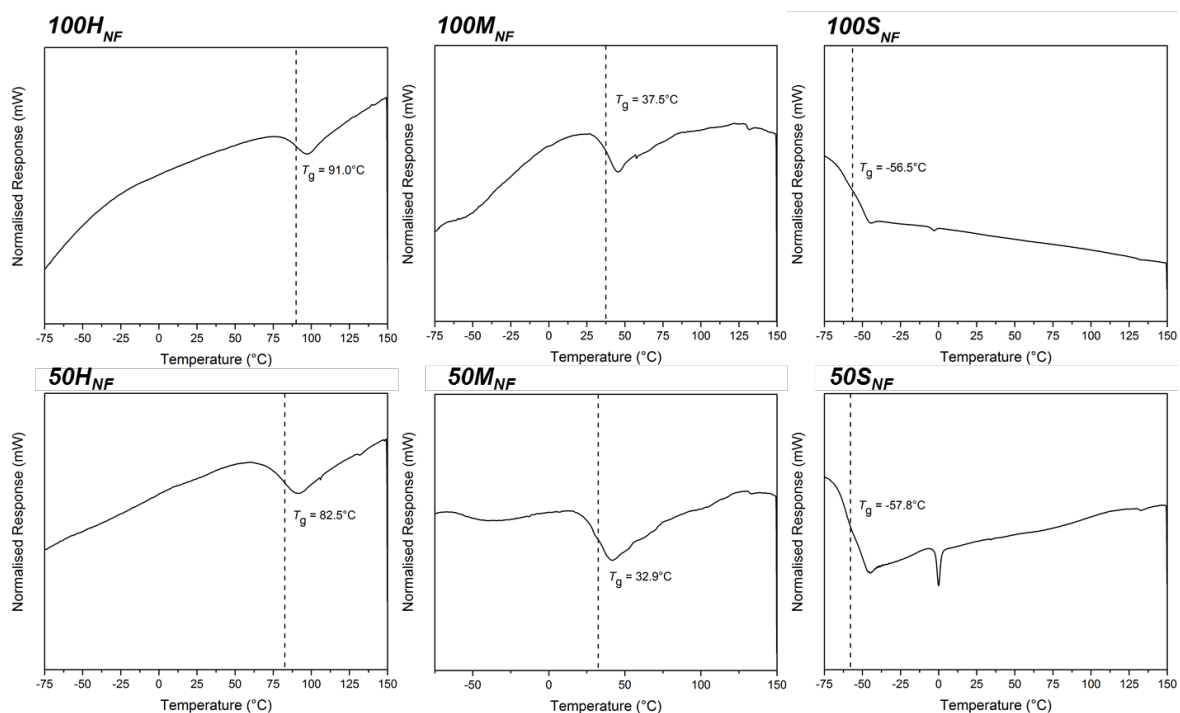 100H_NF
Normalised Response (mW)
T_g = 91.0°C
-75 -50 -25 0 25 50 75 100 125 150
Temperature (°C)
100M_NF
Normalised Response (mW)
T_g = 37.5°C
-75 -50 -25 0 25 50 75 100 125 150
Temperature (°C)
100S_NF
Normalised Response (mW)
T_g = -56.5°C
-75 -50 -25 0 25 50 75 100 125 150
Temperature (°C)
50H_NF
Normalised Response (mW)
T_g = 82.5°C
-75 -50 -25 0 25 50 75 100 125 150
Temperature (°C)
50M_NF
Normalised Response (mW)
T_g = 32.9°C
-75 -50 -25 0 25 50 75 100 125 150
Temperature (°C)
50S_NF
Normalised Response (mW)
T_g = -57.8°C
-75 -50 -25 0 25 50 75 100 125 150
Temperature (°C)